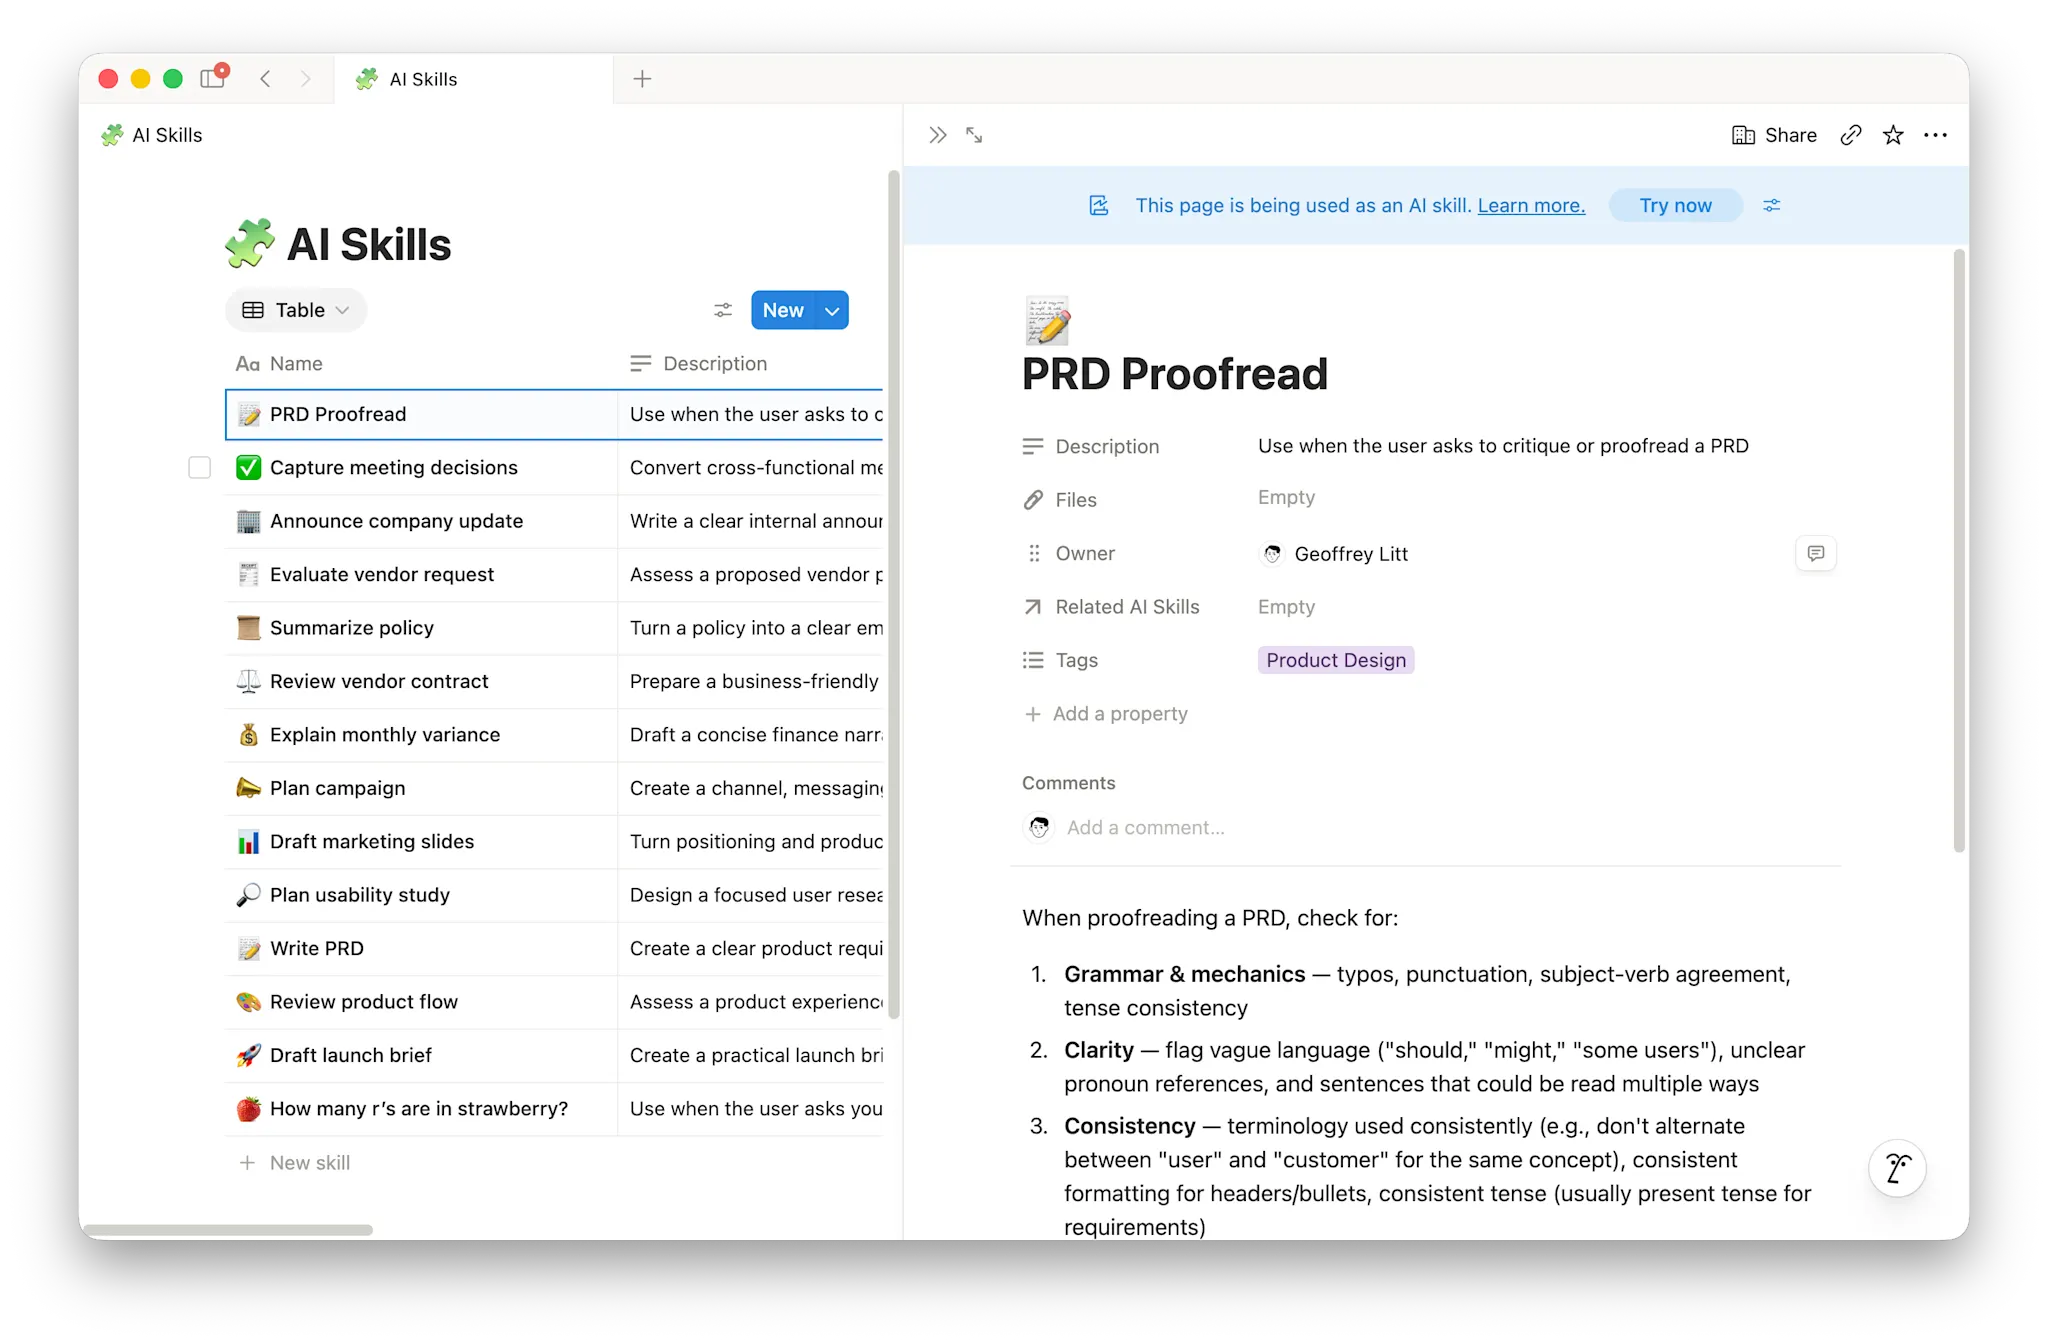 AI Skills
AI Skills
AI Skills
Table
New
Aa Name
Description
PRD Proofread
Use when the user asks to c
Capture meeting decisions
Convert cross-functional me
Announce company update
Write a clear internal announ
Evaluate vendor request
Assess a proposed vendor p
Summarize policy
Turn a policy into a clear em
Review vendor contract
Prepare a business-friendly
Explain monthly variance
Draft a concise finance narra
Plan campaign
Create a channel, messaging
Draft marketing slides
Turn positioning and produc
Plan usability study
Design a focused user resea
Write PRD
Create a clear product requi
Review product flow
Assess a product experience
Draft launch brief
Create a practical launch bri
How many r’s are in strawberry?
Use when the user asks you
New skill
Share
This page is being used as an AI skill. Learn more.
Try now
PRD Proofread
Description
Use when the user asks to critique or proofread a PRD
Files
Empty
Owner
Geoffrey Litt
Related AI Skills
Empty
Tags
Product Design
Add a property
Comments
Add a comment...
When proofreading a PRD, check for:
1. Grammar & mechanics — typos, punctuation, subject-verb agreement,
tense consistency
2. Clarity — flag vague language ("should," "might," "some users"), unclear
pronoun references, and sentences that could be read multiple ways
3. Consistency — terminology used consistently (e.g., don't alternate
between "user" and "customer" for the same concept), consistent
formatting for headers/bullets, consistent tense (usually present tense for
requirements)